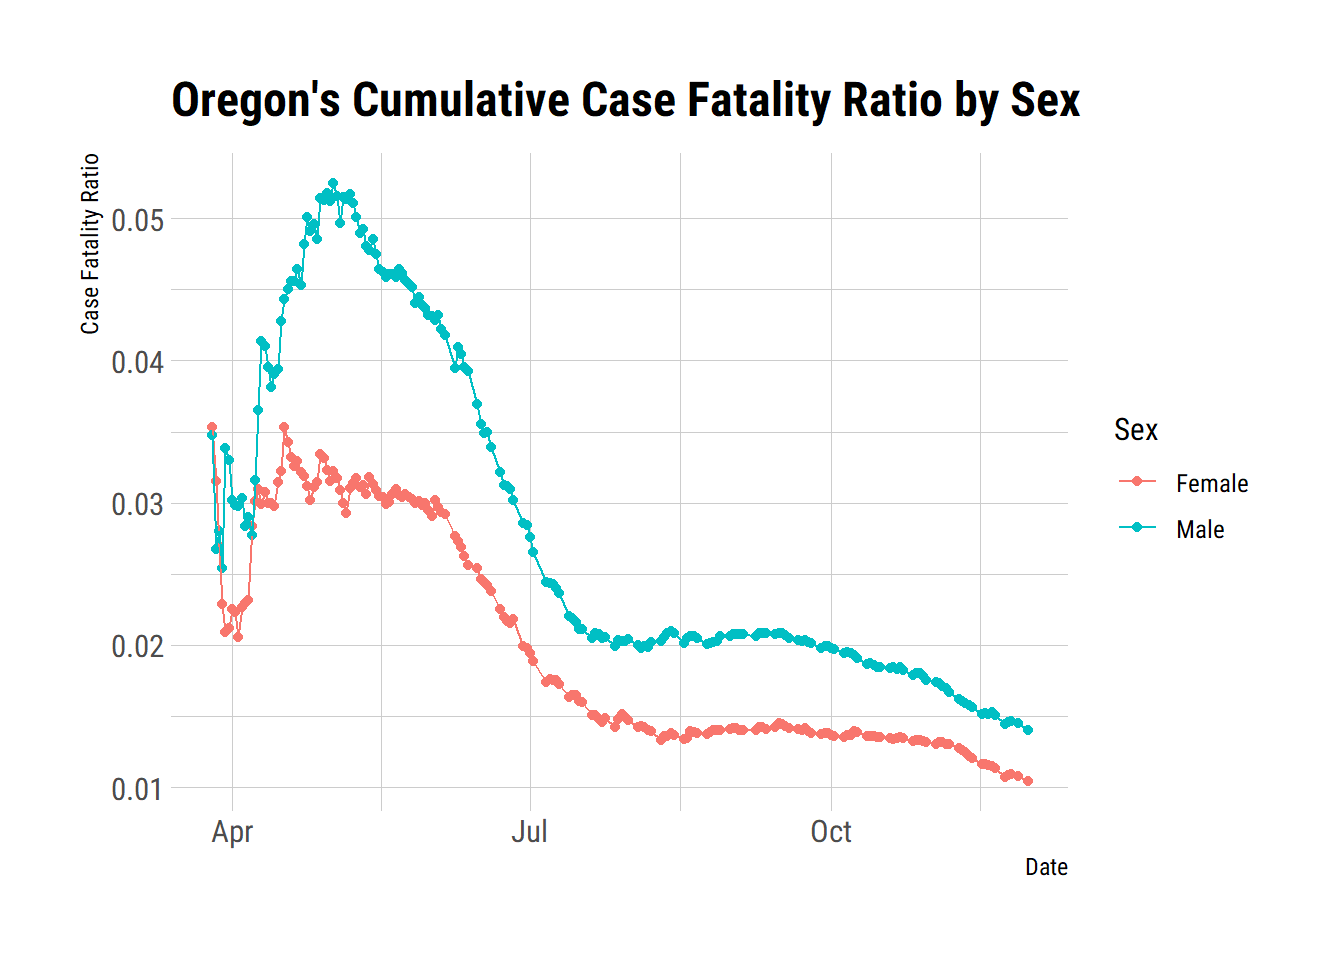 Oregon's Cumulative Case Fatality Ratio by Sex
Case Fatality Ratio
0.05
0.04
0.03
0.02
0.01
Apr
Jul
Oct
Date
Sex
Female
Male